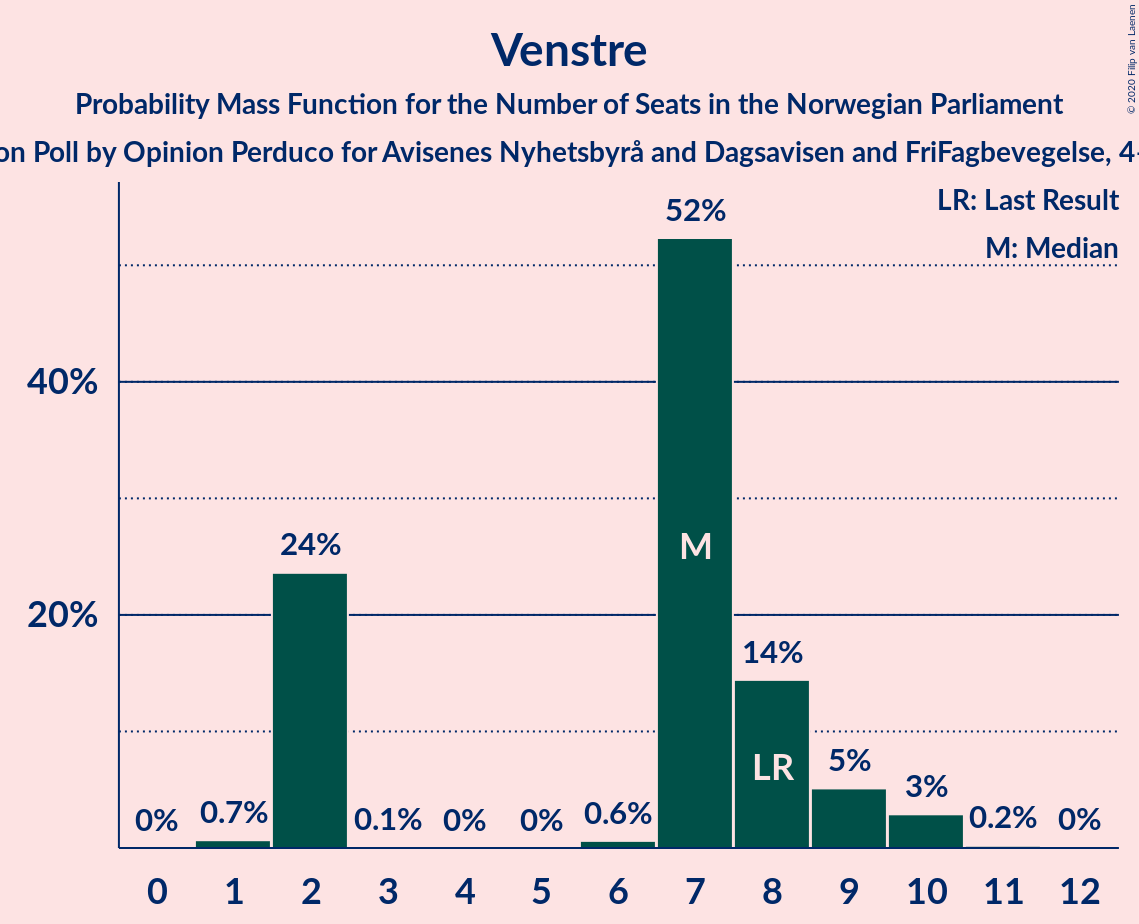 Venstre
Probability Mass Function for the Number of Seats in the Norwegian Parliament
on Poll by Opinion Perduco for Avisenes Nyhetsbyrå and Dagsavisen and FriFagbevegelse, 4
LR: Last Result
M: Median
© 2020 Filip van Laenen
40%
20%
0% 0.7% 24% 0.1% 0% 0% 0.6% 52% 14% 5% 3% 0.2% 0%
M
LR
0 1 2 3 4 5 6 7 8 9 10 11 12